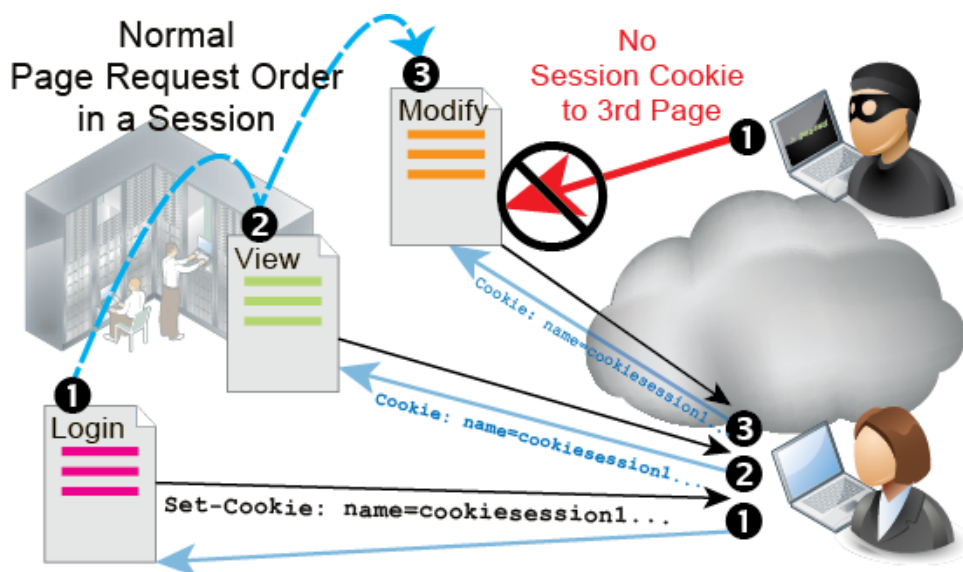 Normal
Page Request Order
in a Session
No
Session Cookie
to 3rd Page
3
Modify
1
2
View
Cookie: name=cookiesession1...
1
Login
Cookie: name=cookiesession1...
3
2
Set-Cookie: name=cookiesession1...
1